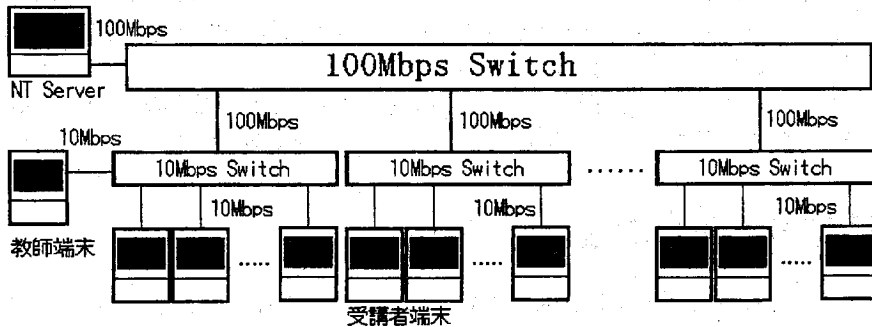 100Mbps
100Mbps Switch
NT Server
100Mbps
100Mbps
100Mbps
10Mbps
10Mbps Switch
10Mbps Switch
......
10Mbps Switch
10Mbps
10Mbps
10Mbps
教師端末
.....
.....
.....
受講者端末